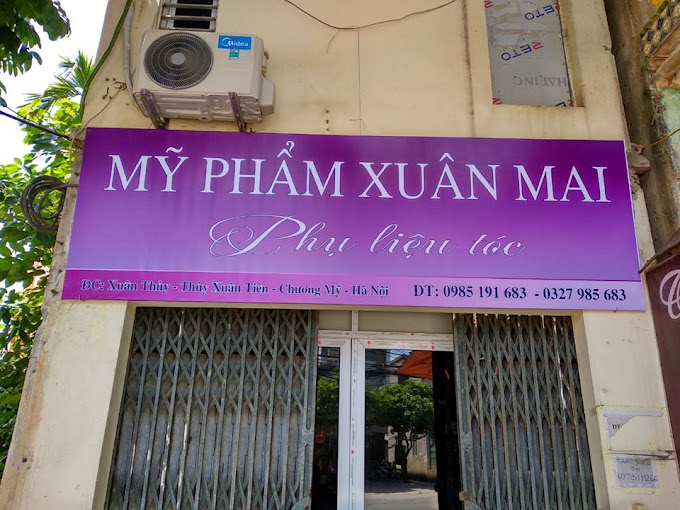 Midea
NETO
MỸ PHẨM XUÂN MAI
Phụ liệu tóc
ĐC: Xuân Thủy - Thủy Xuân Tiên - Chương Mỹ - Hà Nội
ĐT: 0985 191 683 - 0327 985 683